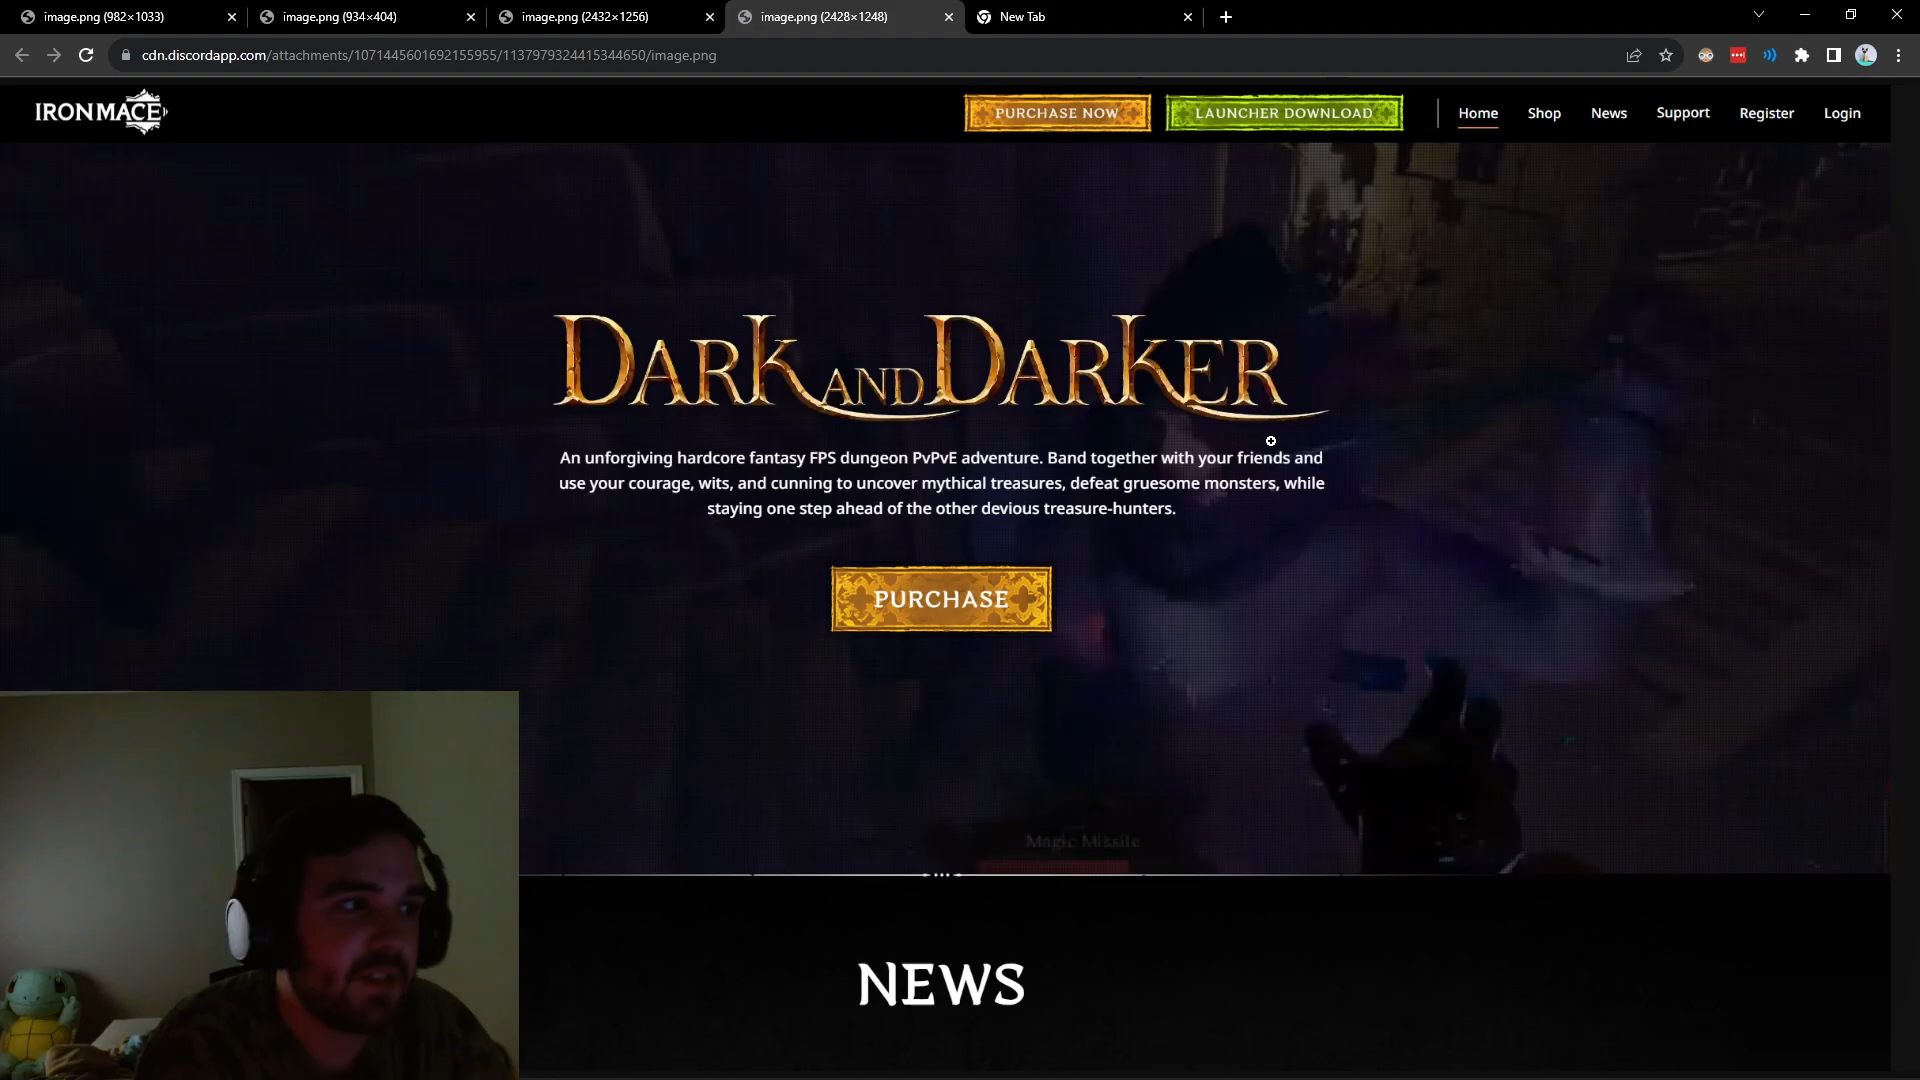 image.png (982×1033)
image.png (934×404)
image.png (2432×1256)
image.png (2428×1248)
New Tab
cdn.discordapp.com/attachments/1071445601692155955/1137979324415344650/image.png
IRONMACE
PURCHASE NOW
LAUNCHER DOWNLOAD
Home
Shop
News
Support
Register
Login
DARK AND DARKER
An unforgiving hardcore fantasy FPS dungeon PvPvE adventure. Band together with your friends and
use your courage, wits, and cunning to uncover mythical treasures, defeat gruesome monsters, while
staying one step ahead of the other devious treasure-hunters.
PURCHASE
Magic Missile
NEWS